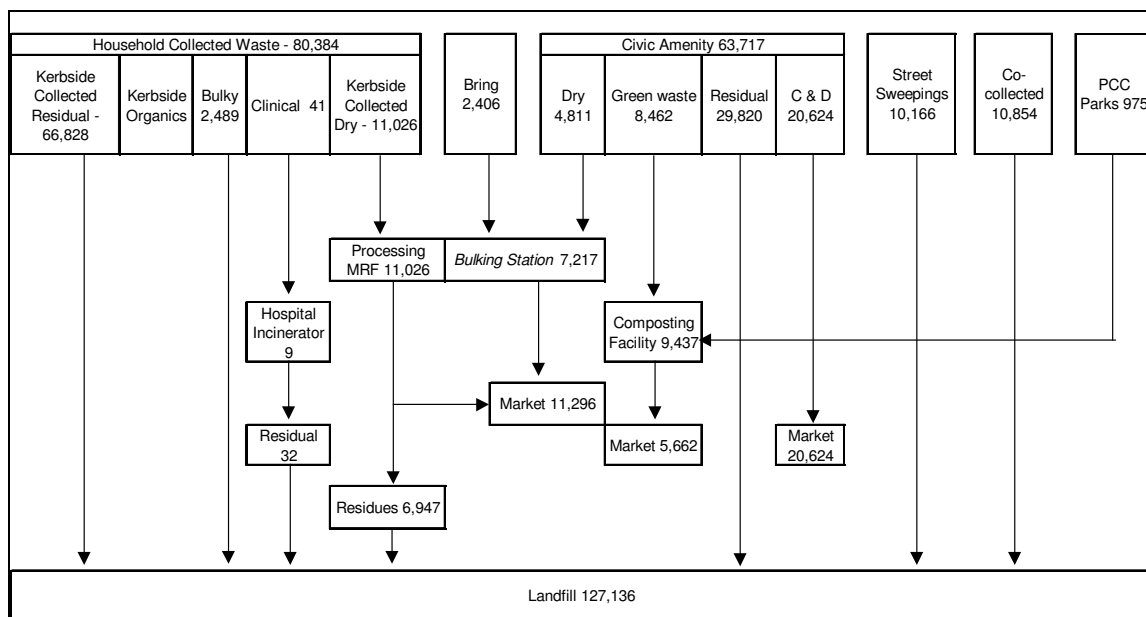 Household Collected Waste - 80,384
Kerbside
Collected
Residual -
66,828
Kerbside
Organics
Bulky
2,489
Clinical 41
Kerbside
Collected
Dry - 11,026
Bring
2,406
Civic Amenity 63,717
Dry
4,811
Green waste
8,462
Residual
29,820
C & D
20,624
Street
Sweepings
10,166
Co-
collected
10,854
PCC
Parks 975
Processing
MRF 11,026
Bulking Station 7,217
Hospital
Incinerator
9
Composting
Facility 9,437
Market 11,296
Residual
32
Market 5,662
Market
20,624
Residues 6,947
Landfill 127,136